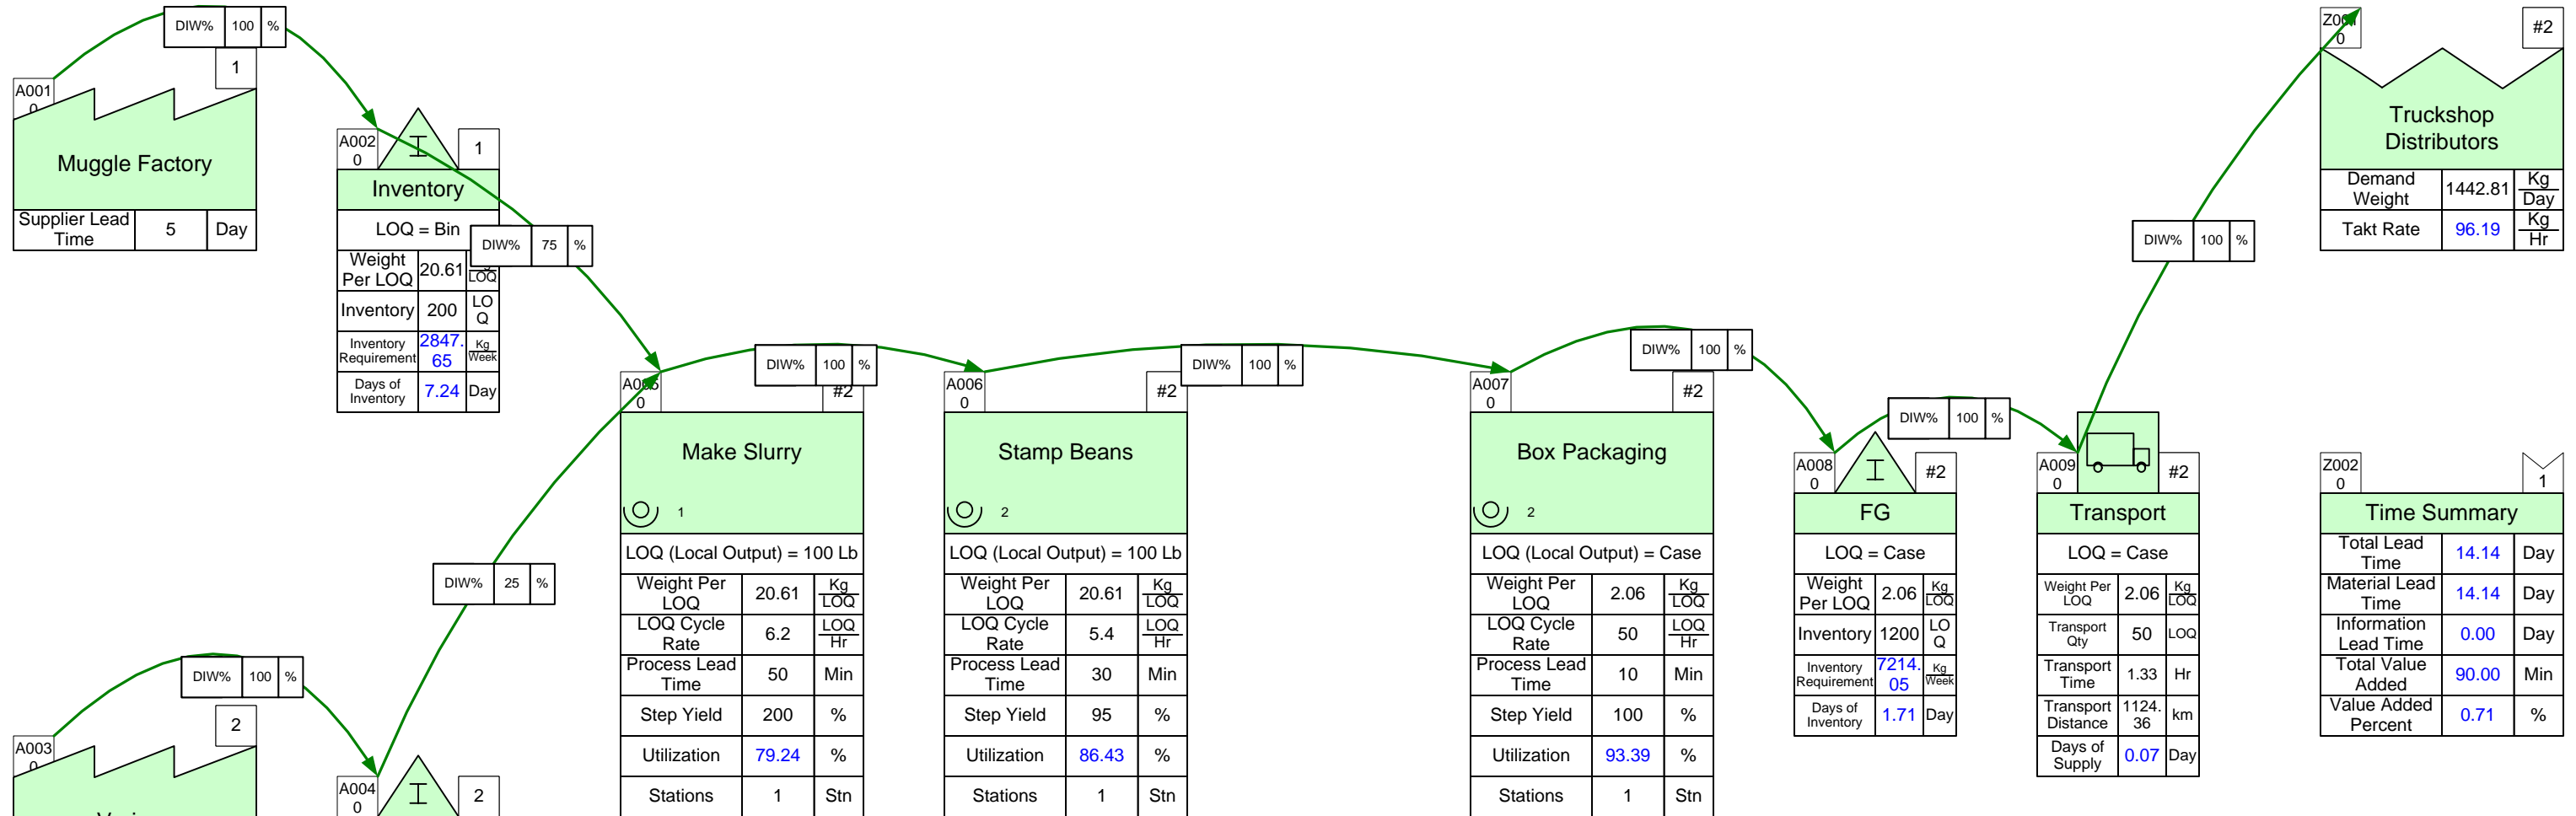 DIW% 100 %
1
A001
0
Muggle Factory
Supplier Lead Time 5 Day
A002
0
I
1
Inventory
LOQ = Bin
Weight Per LOQ 20.61 LOQ
Inventory 200 LOQ
Inventory Requirement 2847.65 Kg Week
Days of Inventory 7.24 Day
DIW% 75 %
DIW% 25 %
DIW% 100 %
2
A003
0
A004
0
I
2
A005
0
#2
Make Slurry
1
LOQ (Local Output) = 100 Lb
Weight Per LOQ 20.61 Kg LOQ
LOQ Cycle Rate 6.2 LOQ Hr
Process Lead Time 50 Min
Step Yield 200 %
Utilization 79.24 %
Stations 1 Stn
DIW% 100 %
A006
0
#2
Stamp Beans
2
LOQ (Local Output) = 100 Lb
Weight Per LOQ 20.61 Kg LOQ
LOQ Cycle Rate 5.4 LOQ Hr
Process Lead Time 30 Min
Step Yield 95 %
Utilization 86.43 %
Stations 1 Stn
DIW% 100 %
A007
0
#2
Box Packaging
2
LOQ (Local Output) = Case
Weight Per LOQ 2.06 Kg LOQ
LOQ Cycle Rate 50 LOQ Hr
Process Lead Time 10 Min
Step Yield 100 %
Utilization 93.39 %
Stations 1 Stn
DIW% 100 %
A008
0
I
#2
FG
LOQ = Case
Weight Per LOQ 2.06 Kg LOQ
Inventory 1200 LOQ
Inventory Requirement 7214.05 Kg Week
Days of Inventory 1.71 Day
DIW% 100 %
A009
0
#2
Transport
LOQ = Case
Weight Per LOQ 2.06 Kg LOQ
Transport Qty 50 LOQ
Transport Time 1.33 Hr
Transport Distance 1124.36 km
Days of Supply 0.07 Day
DIW% 100 %
Z001
0
#2
Truckshop
Distributors
Demand Weight 1442.81 Kg Day
Takt Rate 96.19 Kg Hr
Z002
0
1
Time Summary
Total Lead Time 14.14 Day
Material Lead Time 14.14 Day
Information Lead Time 0.00 Day
Total Value Added 90.00 Min
Value Added Percent 0.71 %